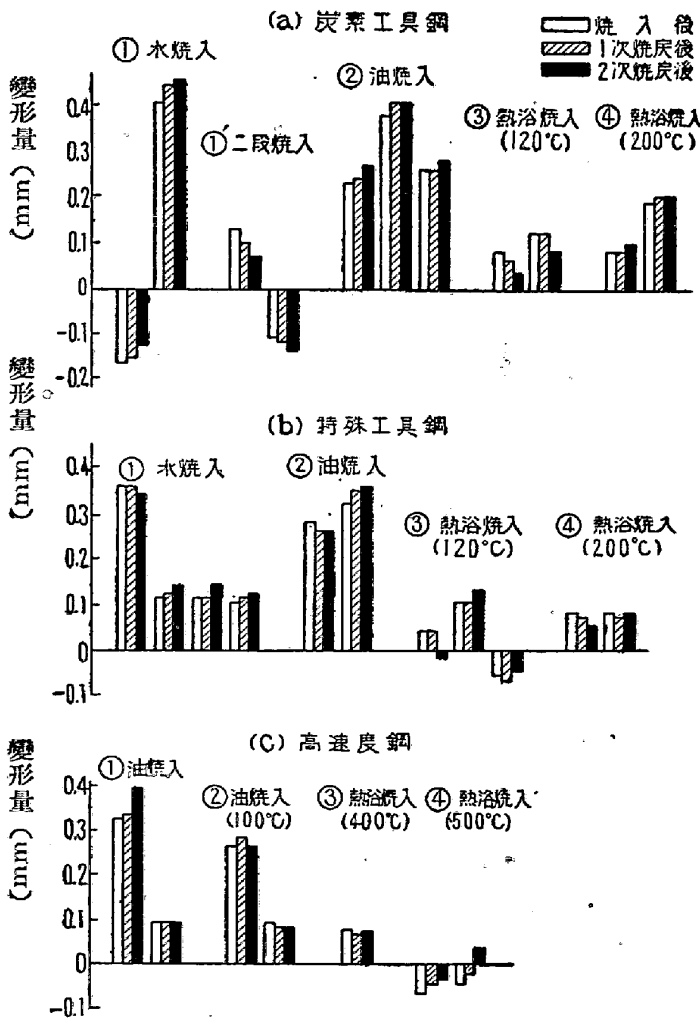 (a) 炭素工具鋼
焼入後
1次焼戻後
2次焼戻後
① 水焼入
①′二段焼入
② 油焼入
③ 熱浴焼入
(120℃)
④ 熱浴焼入
(200℃)
變形量 (mm)
0.4
0.3
0.2
0.1
0
-0.1
-0.2
(b) 特殊工具鋼
① 水焼入
② 油焼入
③ 熱浴焼入
(120℃)
④ 熱浴焼入
(200℃)
變形量 (mm)
0.4
0.3
0.2
0.1
0
-0.1
(C) 高速度鋼
① 油焼入
② 油焼入
(100℃)
③ 熱浴焼入
(400℃)
④ 熱浴焼入
(500℃)
變形量 (mm)
0.4
0.3
0.2
0.1
0
-0.1